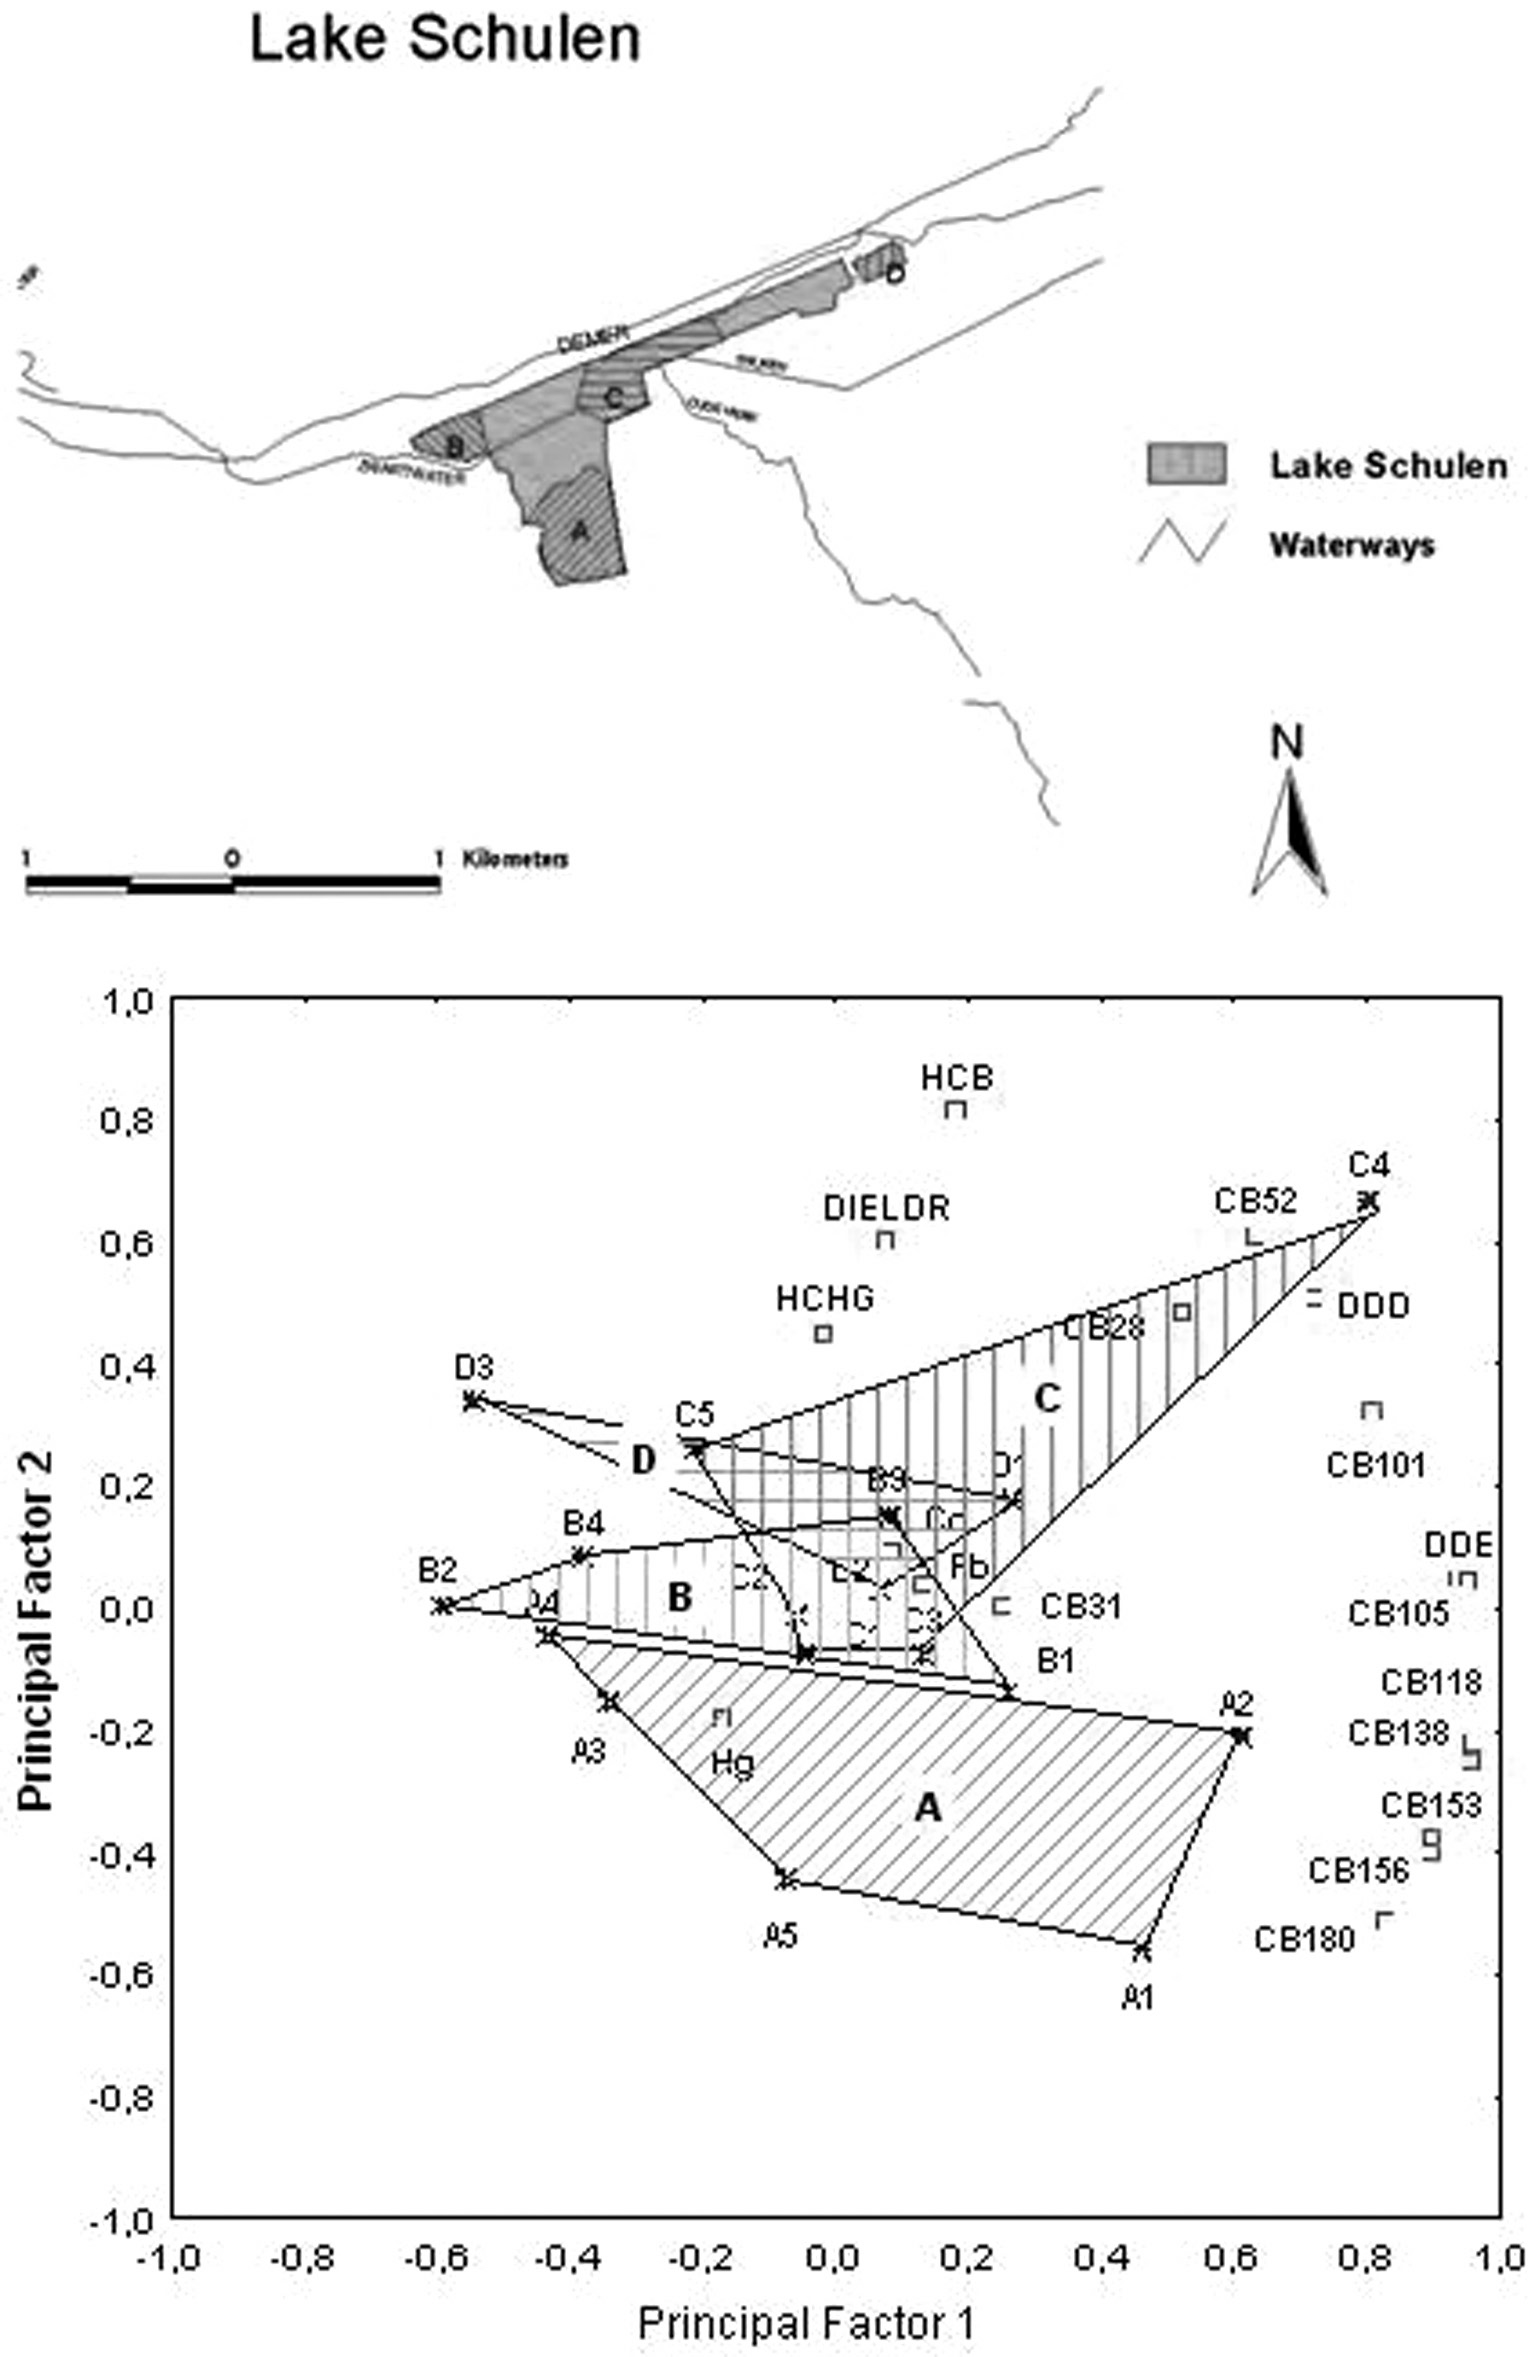 Lake Schulen
DEMER
D
C
B
A
Lake Schulen
Waterways
N
1 0 1 Kilometers
1,0
HCB
0,8
C4
CB52
DIELDR
0,6
HCHG
DDD
CB28
0,4
D3
C
C5
CB101
D
0,2
B3
B4
DDE
B2
Pb
B
0,0
CB31
CB105
B1
CB118
A2
-0,2
CB138
A3
Hg
A
CB153
-0,4
CB156
A5
CB180
-0,6
A1
-0,8
-1,0
-1,0 -0,8 -0,6 -0,4 -0,2 0,0 0,2 0,4 0,6 0,8 1,0
Principal Factor 1
Principal Factor 2